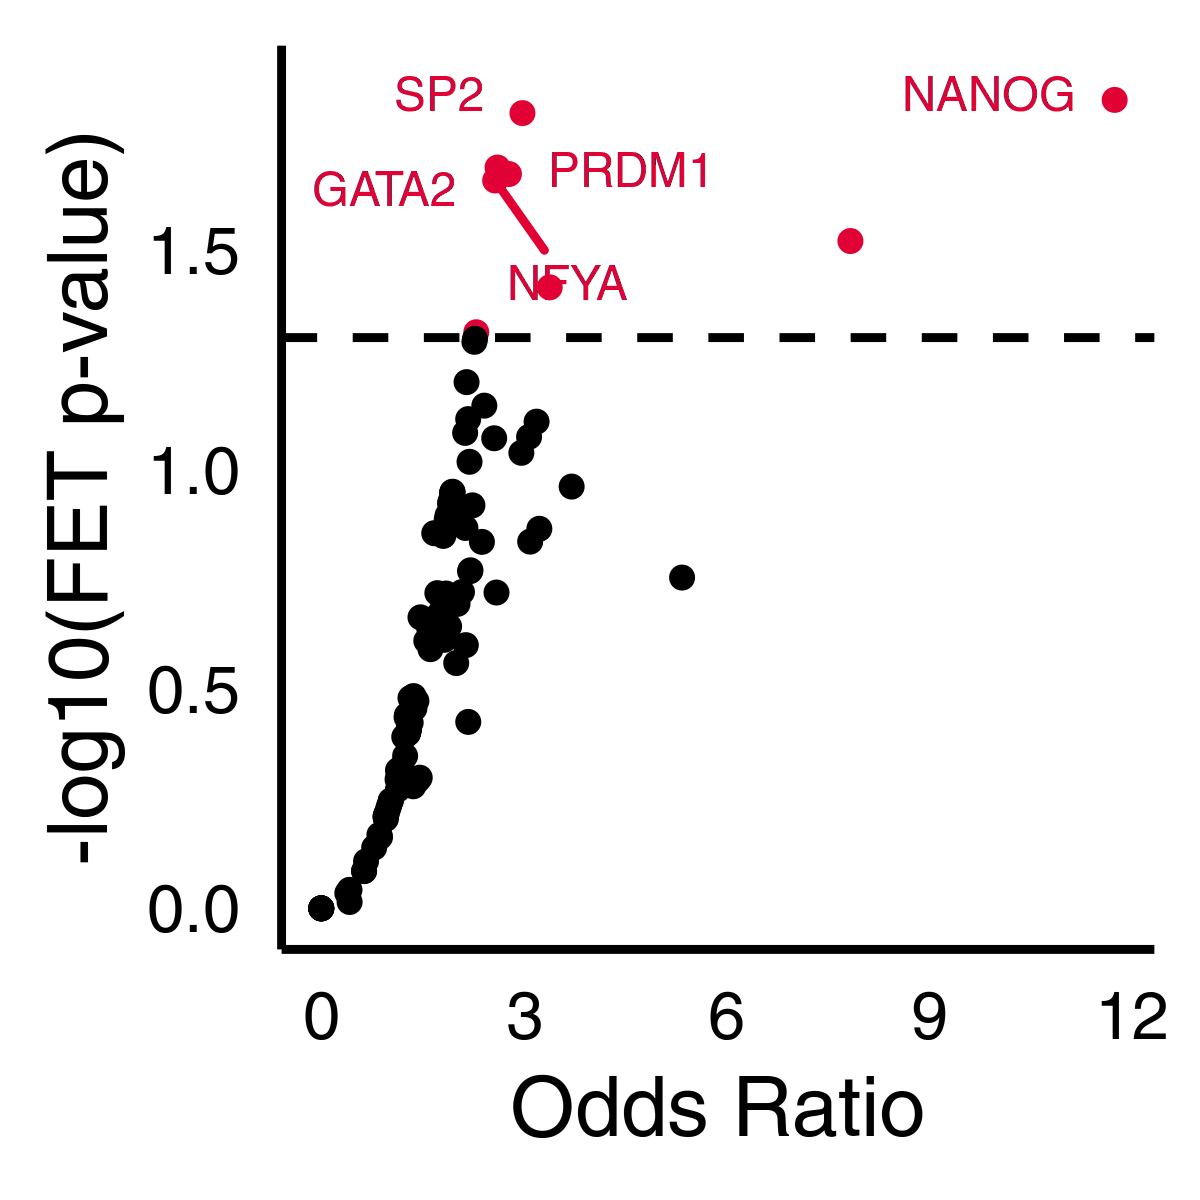 SP2
NANOG
PRDM1
GATA2
NFYA
-log10(FET p-value)
1.5
1.0
0.5
0.0
0
3
6
9
12
Odds Ratio